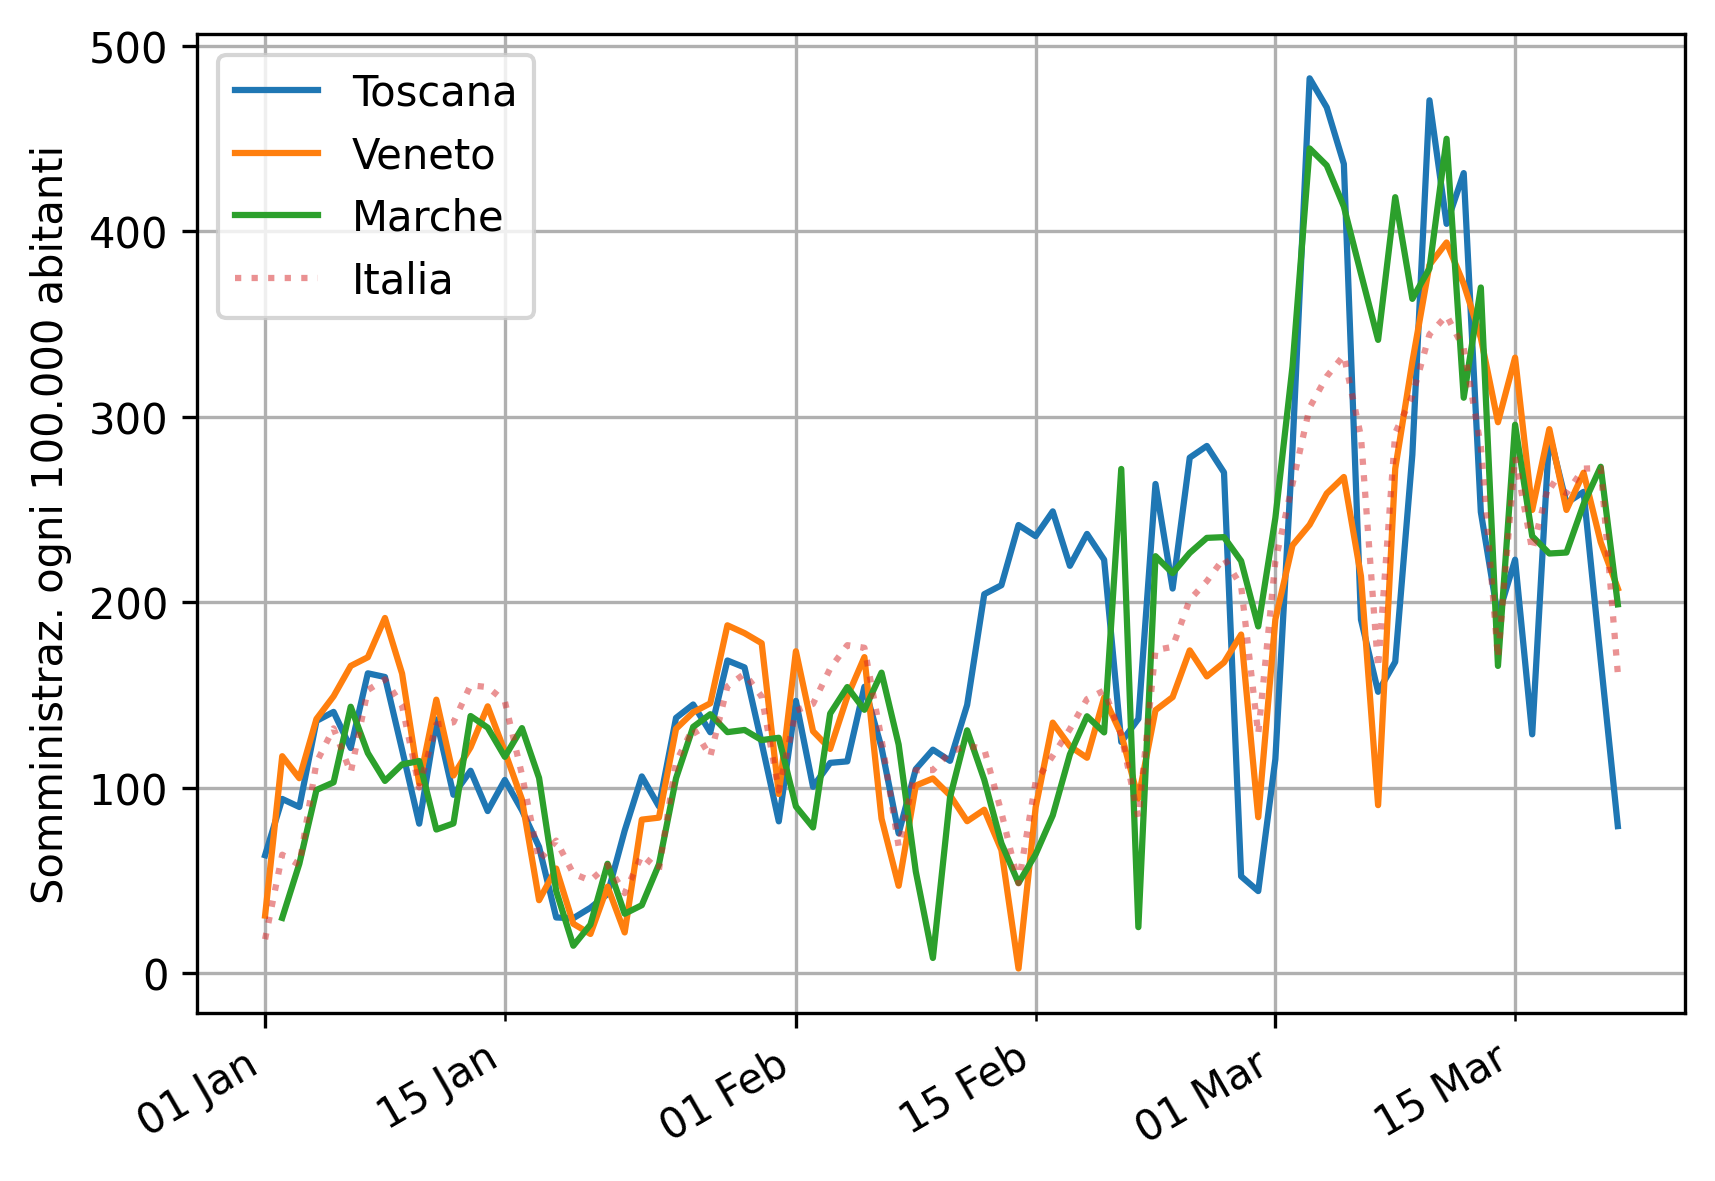 Somministraz. ogni 100.000 abitanti
500
400
300
200
100
0
Toscana
Veneto
Marche
Italia
01 Jan
15 Jan
01 Feb
15 Feb
01 Mar
15 Mar